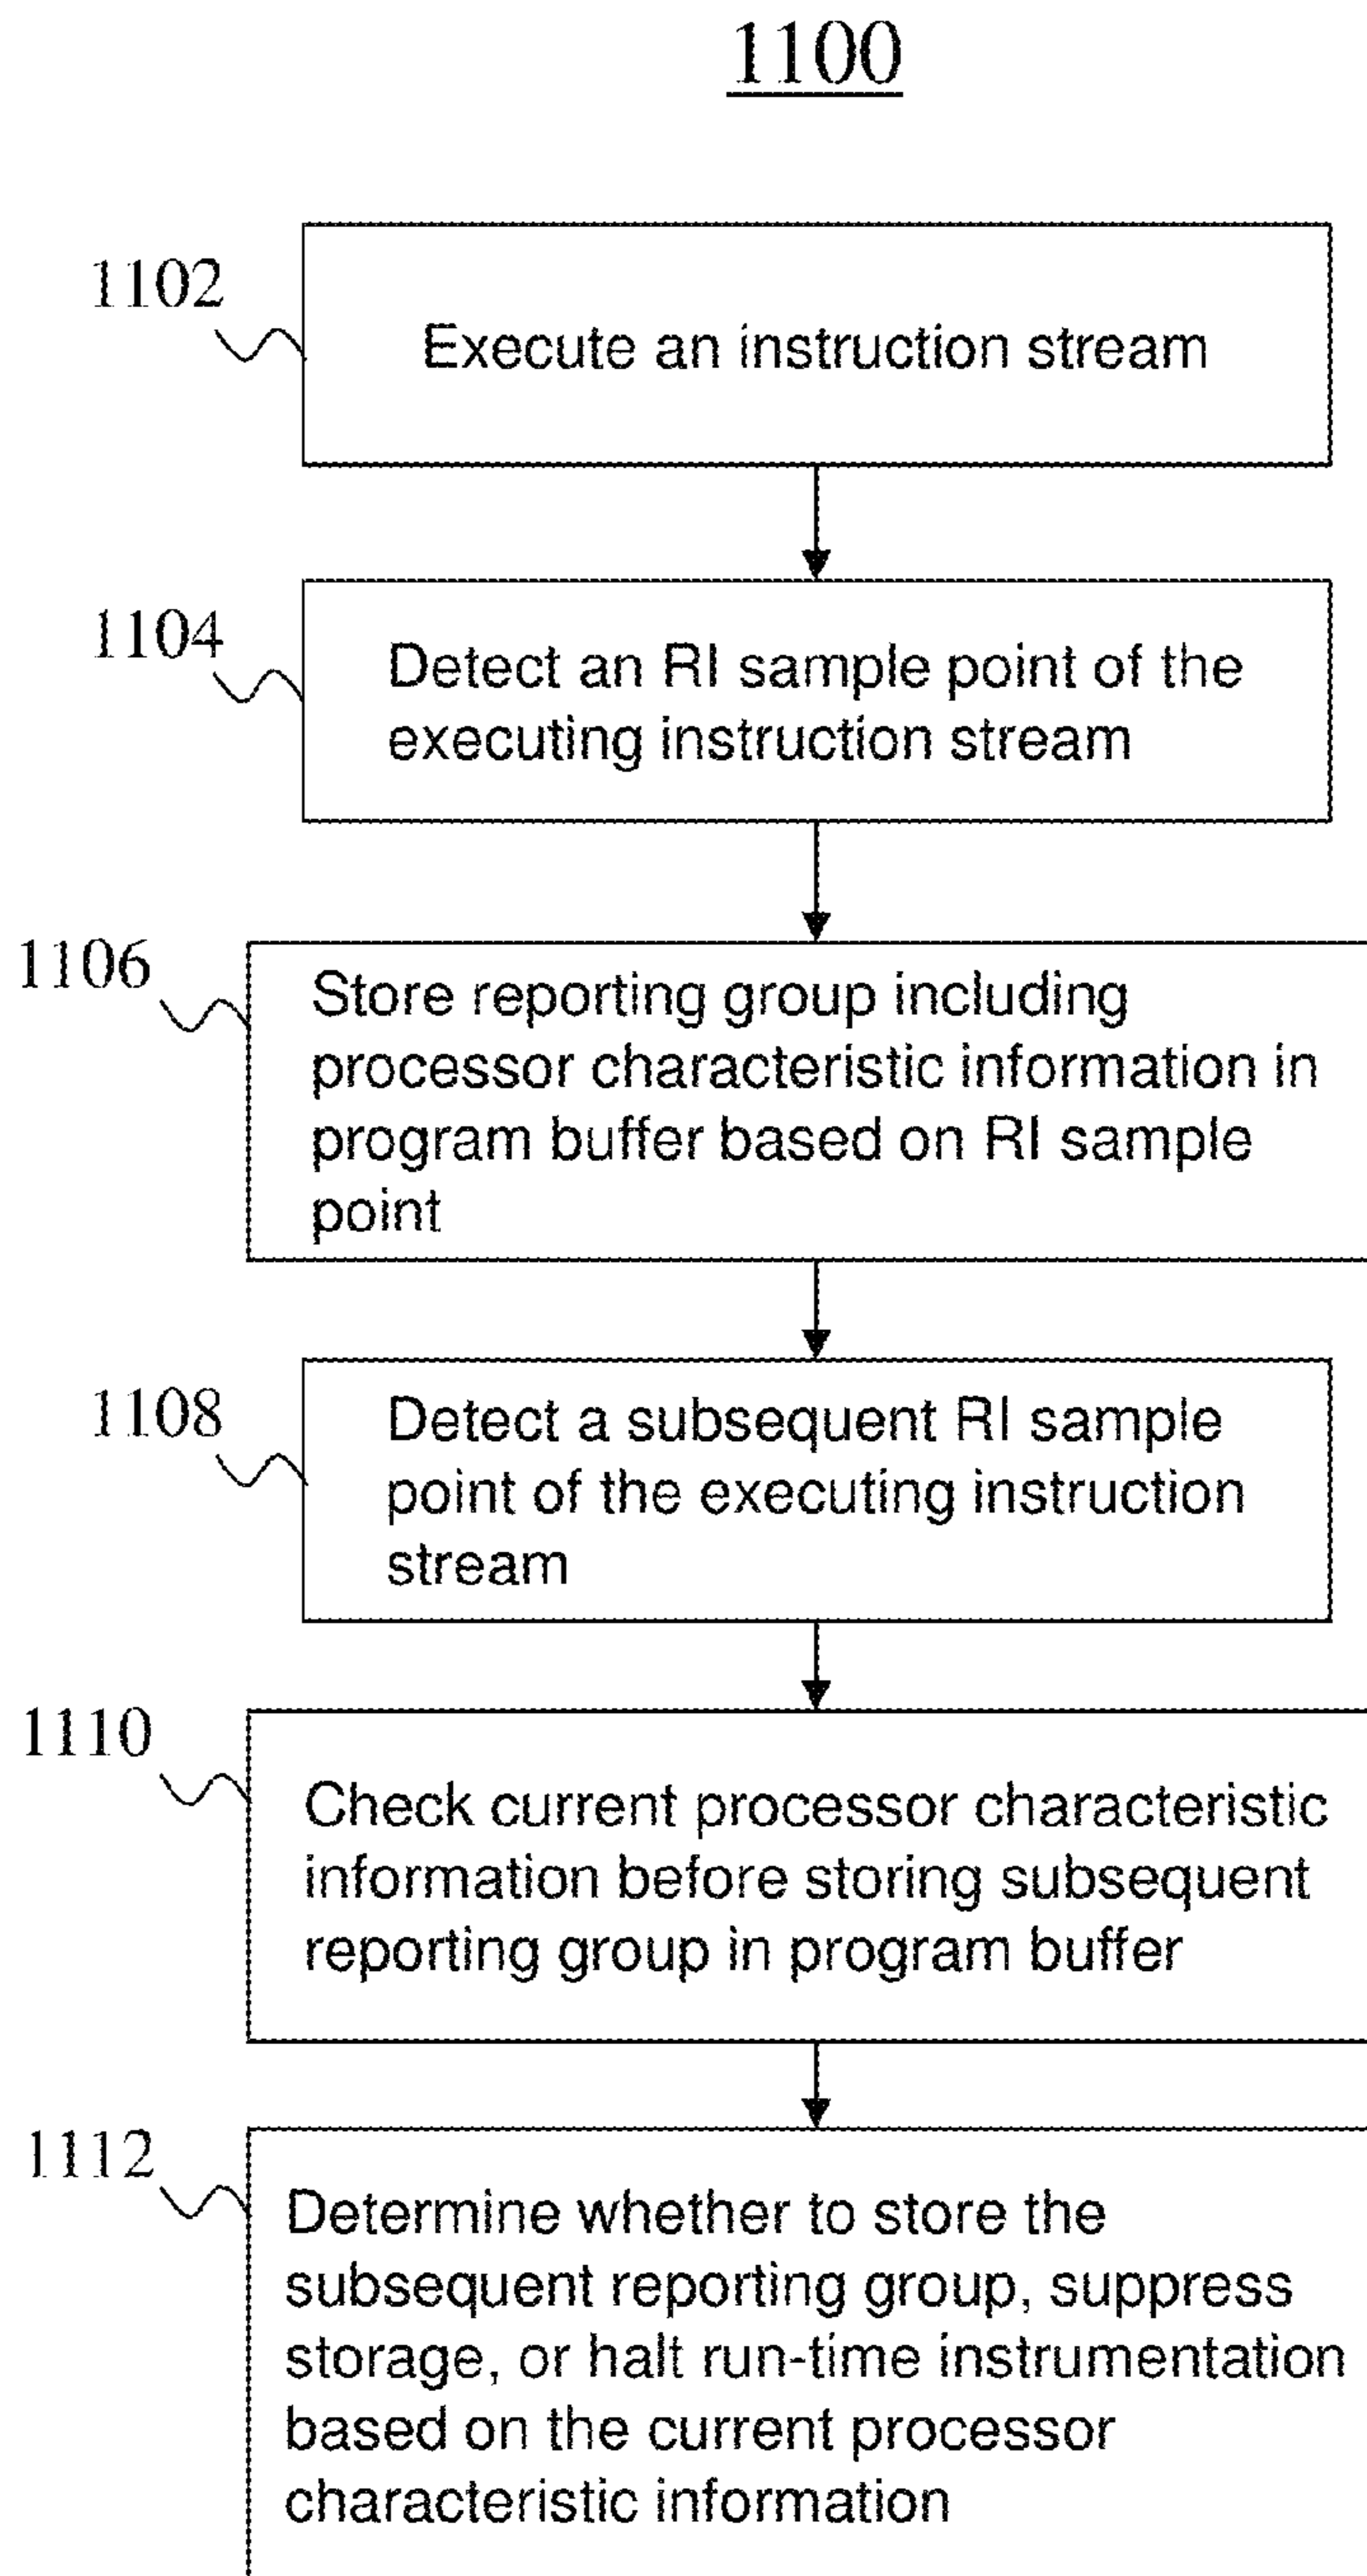 1100
1102
Execute an instruction stream
1104
Detect an RI sample point of the
executing instruction stream
1106
Store reporting group including
processor characteristic information in
program buffer based on RI sample
point
1108
Detect a subsequent RI sample
point of the executing instruction
stream
1110
Check current processor characteristic
information before storing subsequent
reporting group in program buffer
1112
Determine whether to store the
subsequent reporting group, suppress
storage, or halt run-time instrumentation
based on the current processor
characteristic information